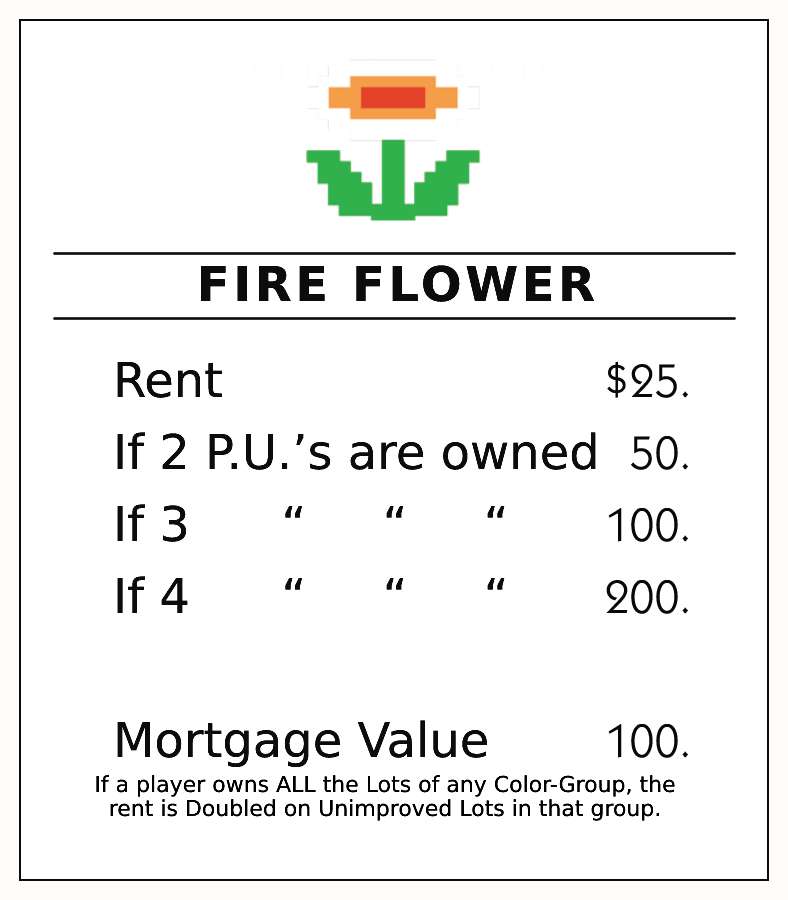 FIRE FLOWER
Rent $25.
If 2 P.U.’s are owned 50.
If 3 “ “ “ 100.
If 4 “ “ “ 200.
Mortgage Value 100.
If a player owns ALL the Lots of any Color-Group, the
rent is Doubled on Unimproved Lots in that group.